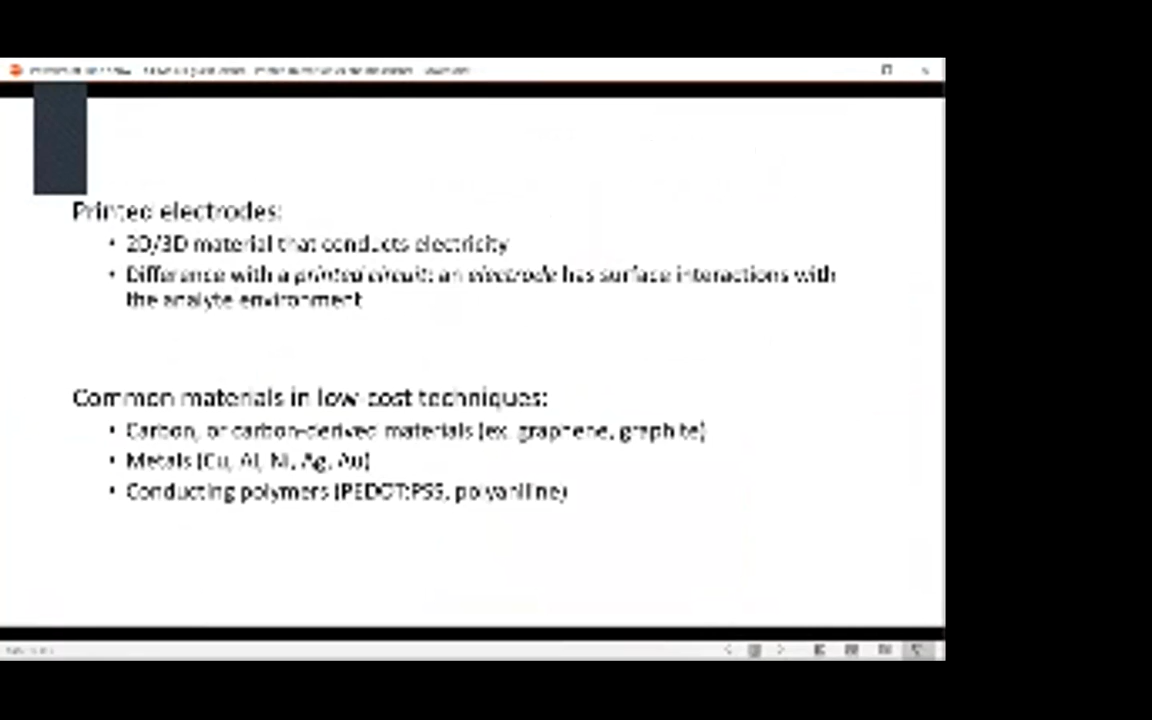 Printed electrodes:
• 2D/3D material that conducts electricity
• Difference with a printed circuit: an electrode has surface interactions with
the analyte environment
Common materials in low cost techniques:
• Carbon, or carbon-derived materials (ex. graphene, graphite)
• Metals (Cu, Al, Ni, Ag, Au)
• Conducting polymers (PEDOT:PSS, polyaniline)